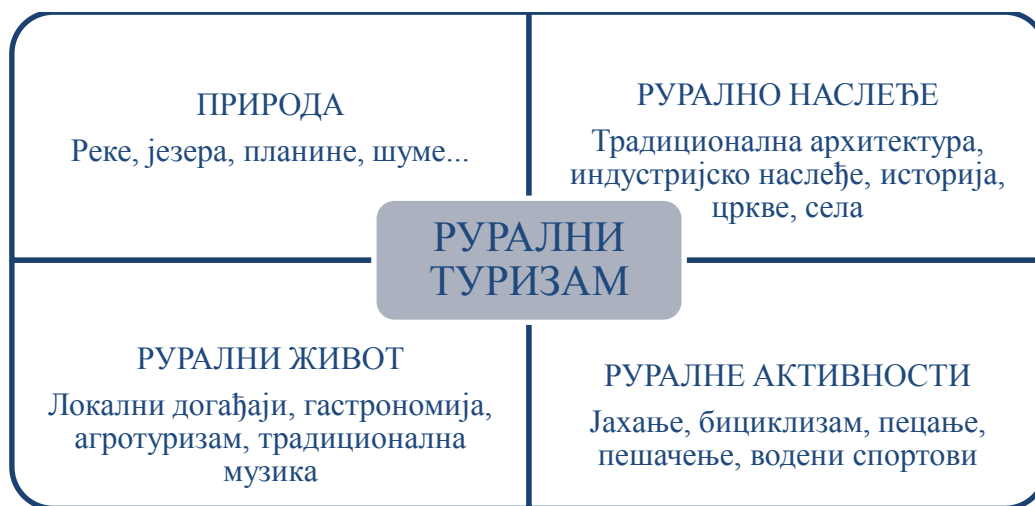 ПРИРОДА
Реке, језера, планине, шуме...
РУРАЛНО НАСЛЕЂЕ
Традиционална архитектура,
индустријско наслеђе, историја,
цркве, села
РУРАЛНИ
ТУРИЗАМ
РУРАЛНИ ЖИВОТ
Локални догађаји, гастрономија,
агротуризам, традиционална
музика
РУРАЛНЕ АКТИВНОСТИ
Јахање, бициклизам, пецање,
пешачење, водени спортови